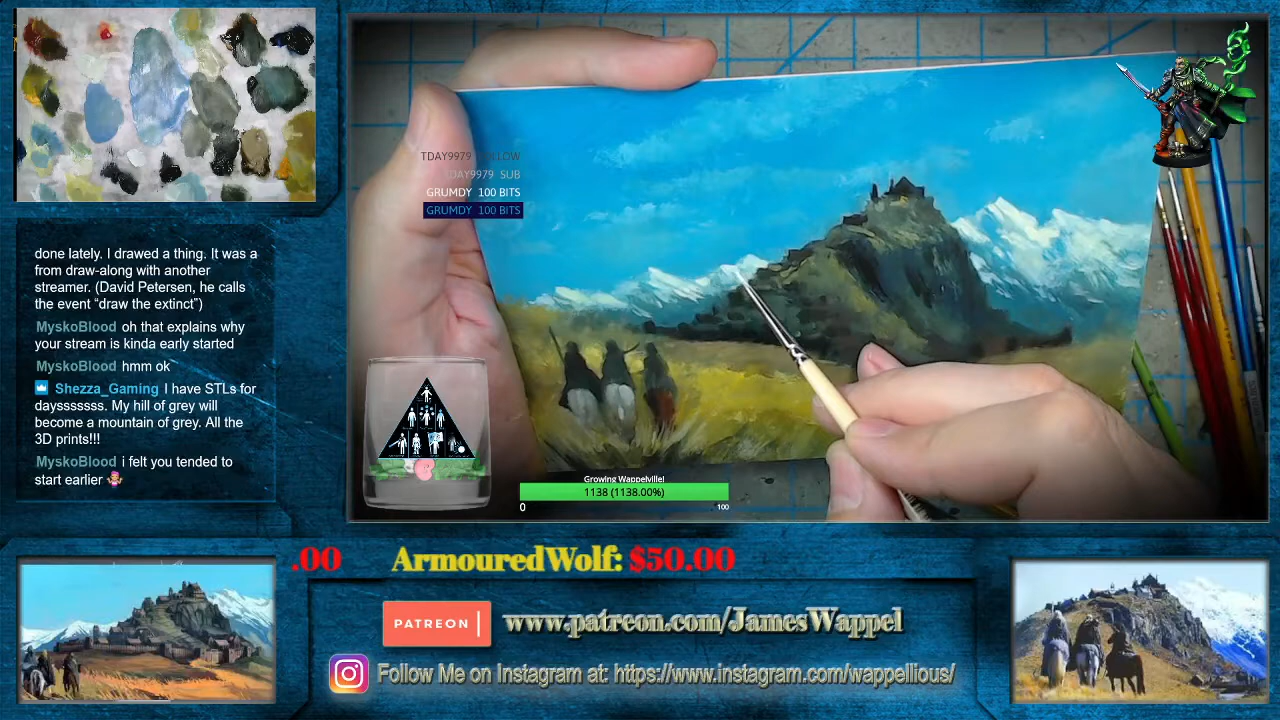 TDAY9979 FOLLOW
TDAY9979 SUB
GRUMDY 100 BITS
GRUMDY 100 BITS
done lately. I drawed a thing. It was a
from draw-along with another
streamer. (David Petersen, he calls
the event “draw the extinct”)
MyskoBlood oh that explains why
your stream is kinda early started
MyskoBlood hmm ok
Shezza_Gaming I have STLs for
dayssssss. My hill of grey will
become a mountain of grey. All the
3D prints!!!
MyskoBlood i felt you tended to
start earlier
Growing Wappelville!
1138 (1138.00%)
0 100
.00 ArmouredWolf: $50.00
PATREON www.patreon.com/JamesWappel
Follow Me on Instagram at: https://www.instagram.com/wappellious/